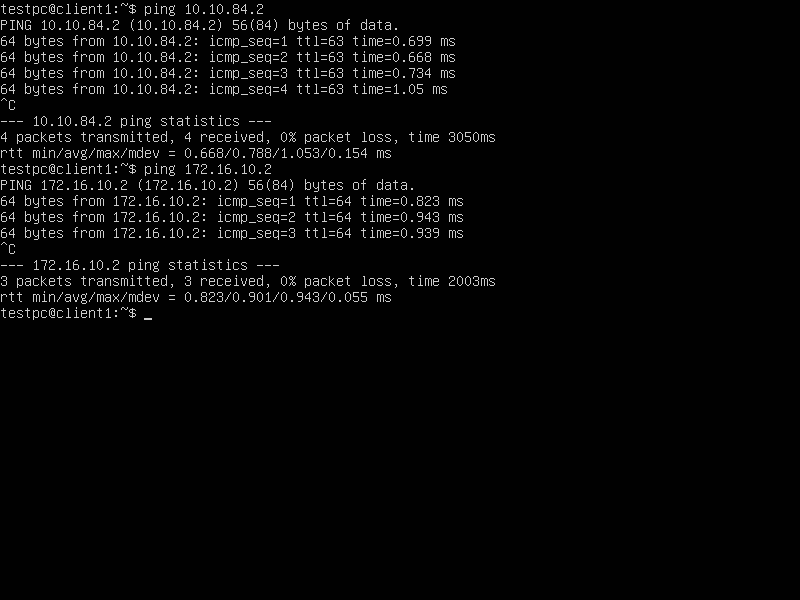 testpc@client1:~$ ping 10.10.84.2
PING 10.10.84.2 (10.10.84.2) 56(84) bytes of data.
64 bytes from 10.10.84.2: icmp_seq=1 ttl=63 time=0.699 ms
64 bytes from 10.10.84.2: icmp_seq=2 ttl=63 time=0.668 ms
64 bytes from 10.10.84.2: icmp_seq=3 ttl=63 time=0.734 ms
64 bytes from 10.10.84.2: icmp_seq=4 ttl=63 time=1.05 ms
^C
--- 10.10.84.2 ping statistics ---
4 packets transmitted, 4 received, 0% packet loss, time 3050ms
rtt min/avg/max/mdev = 0.668/0.788/1.053/0.154 ms
testpc@client1:~$ ping 172.16.10.2
PING 172.16.10.2 (172.16.10.2) 56(84) bytes of data.
64 bytes from 172.16.10.2: icmp_seq=1 ttl=64 time=0.823 ms
64 bytes from 172.16.10.2: icmp_seq=2 ttl=64 time=0.943 ms
64 bytes from 172.16.10.2: icmp_seq=3 ttl=64 time=0.939 ms
^C
--- 172.16.10.2 ping statistics ---
3 packets transmitted, 3 received, 0% packet loss, time 2003ms
rtt min/avg/max/mdev = 0.823/0.901/0.943/0.055 ms
testpc@client1:~$ _